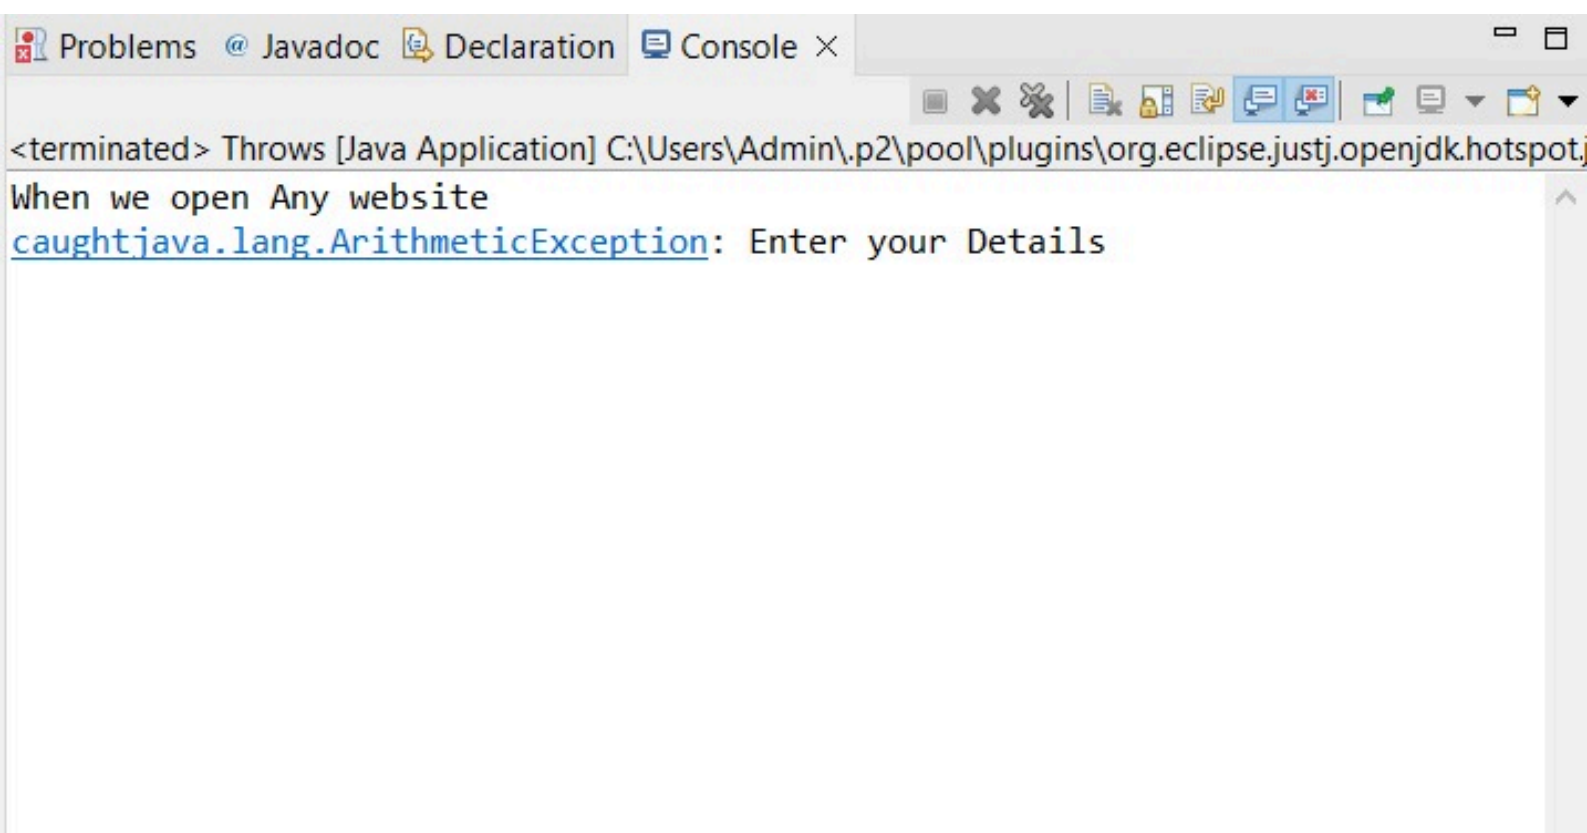 Problems @ Javadoc Declaration Console
<terminated> Throws [Java Application] C:\Users\Admin\.p2\pool\plugins\org.eclipse.justj.openjdk.hotspot.j
When we open Any website
caughtjava.lang.ArithmeticException: Enter your Details